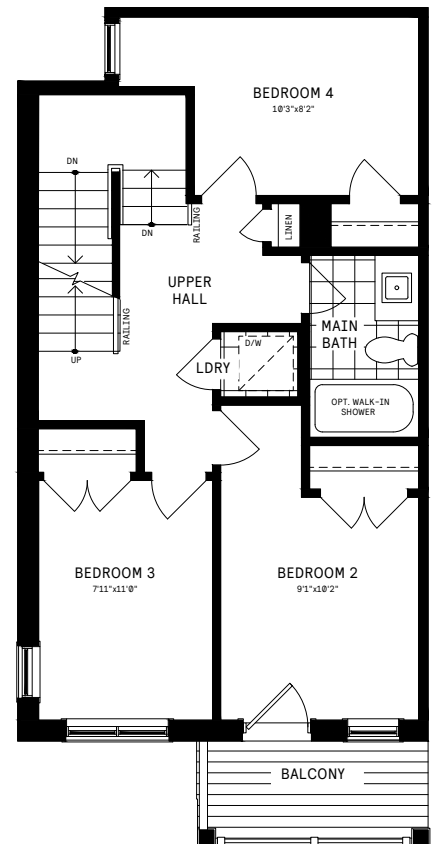 BEDROOM 4
10'3"x8'2"
DN
DN
RAILING
LINEN
UPPER
HALL
RAILING
MAIN
BATH
D/W
LDRY
UP
OPT. WALK-IN
SHOWER
BEDROOM 3
7'11"x11'0"
BEDROOM 2
9'1"x10'2"
BALCONY